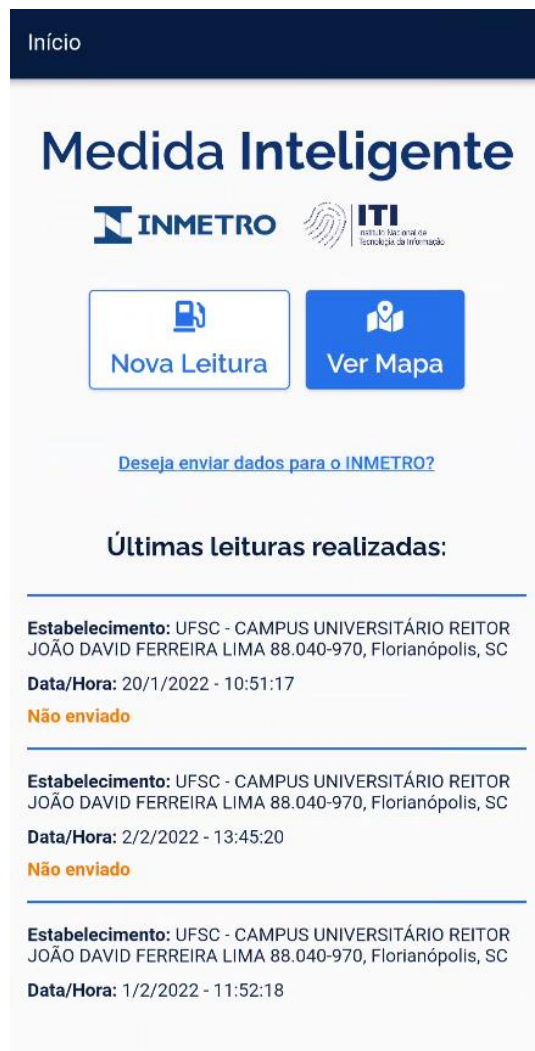 Início
Medida Inteligente
INMETRO
ITI
Instituto Nacional de
Tecnologia da Informação
Nova Leitura
Ver Mapa
Deseja enviar dados para o INMETRO?
Últimas leituras realizadas:
Estabelecimento: UFSC - CAMPUS UNIVERSITÁRIO REITOR
JOÃO DAVID FERREIRA LIMA 88.040-970, Florianópolis, SC
Data/Hora: 20/1/2022 - 10:51:17
Não enviado
Estabelecimento: UFSC - CAMPUS UNIVERSITÁRIO REITOR
JOÃO DAVID FERREIRA LIMA 88.040-970, Florianópolis, SC
Data/Hora: 2/2/2022 - 13:45:20
Não enviado
Estabelecimento: UFSC - CAMPUS UNIVERSITÁRIO REITOR
JOÃO DAVID FERREIRA LIMA 88.040-970, Florianópolis, SC
Data/Hora: 1/2/2022 - 11:52:18